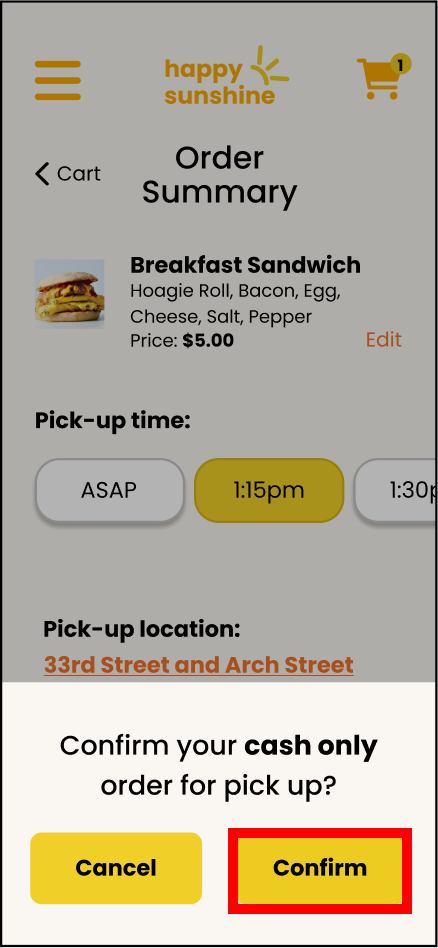 happy
sunshine
1
Cart
Order
Summary
Breakfast Sandwich
Hoagie Roll, Bacon, Egg,
Cheese, Salt, Pepper
Price: $5.00
Edit
Pick-up time:
ASAP
1:15pm
1:30p
Pick-up location:
33rd Street and Arch Street
Confirm your cash only
order for pick up?
Cancel
Confirm